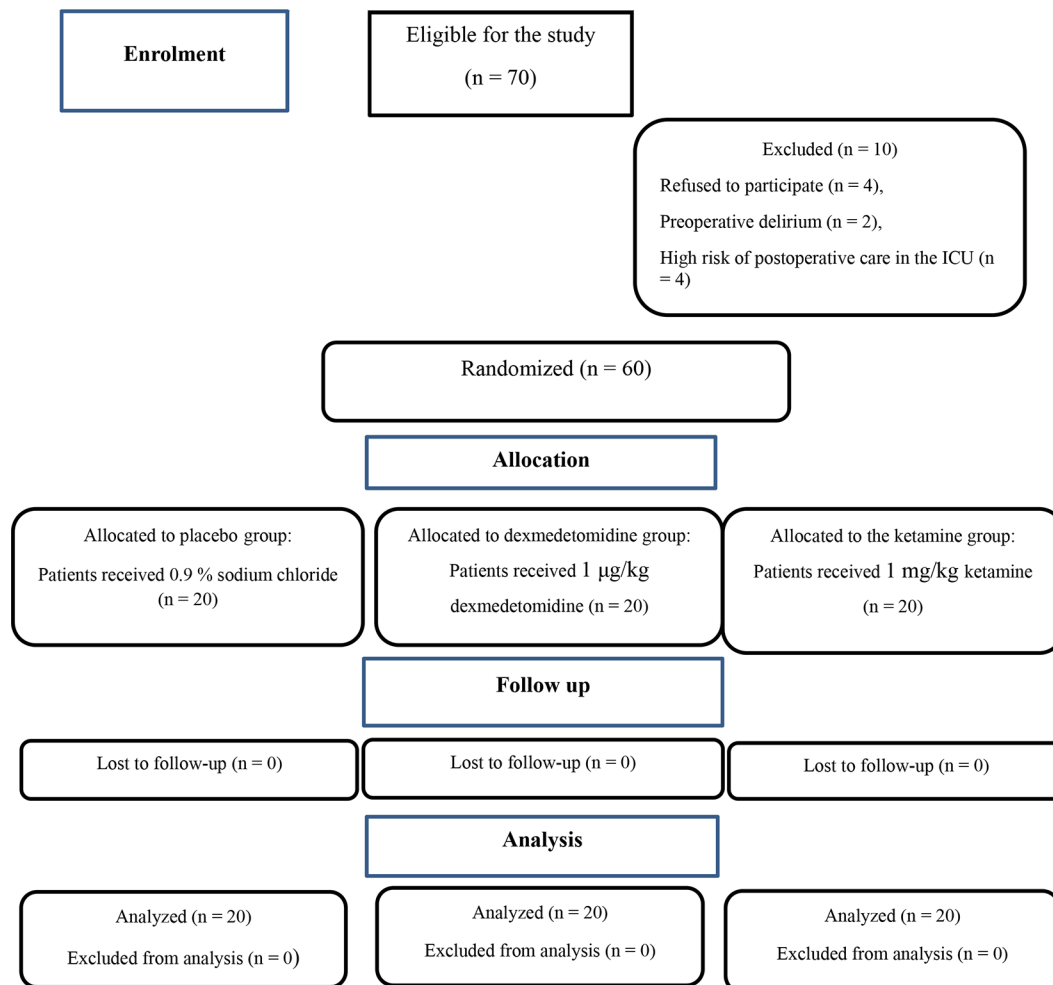 Enrolment
Eligible for the study
(n = 70)
Excluded (n = 10)
Refused to participate (n = 4),
Preoperative delirium (n = 2),
High risk of postoperative care in the ICU (n
= 4)
Randomized (n = 60)
Allocation
Allocated to placebo group:
Patients received 0.9 % sodium chloride
(n = 20)
Allocated to dexmedetomidine group:
Patients received 1 µg/kg
dexmedetomidine (n = 20)
Allocated to the ketamine group:
Patients received 1 mg/kg ketamine
(n = 20)
Follow up
Lost to follow-up (n = 0)
Lost to follow-up (n = 0)
Lost to follow-up (n = 0)
Analysis
Analyzed (n = 20)
Excluded from analysis (n = 0)
Analyzed (n = 20)
Excluded from analysis (n = 0)
Analyzed (n = 20)
Excluded from analysis (n = 0)